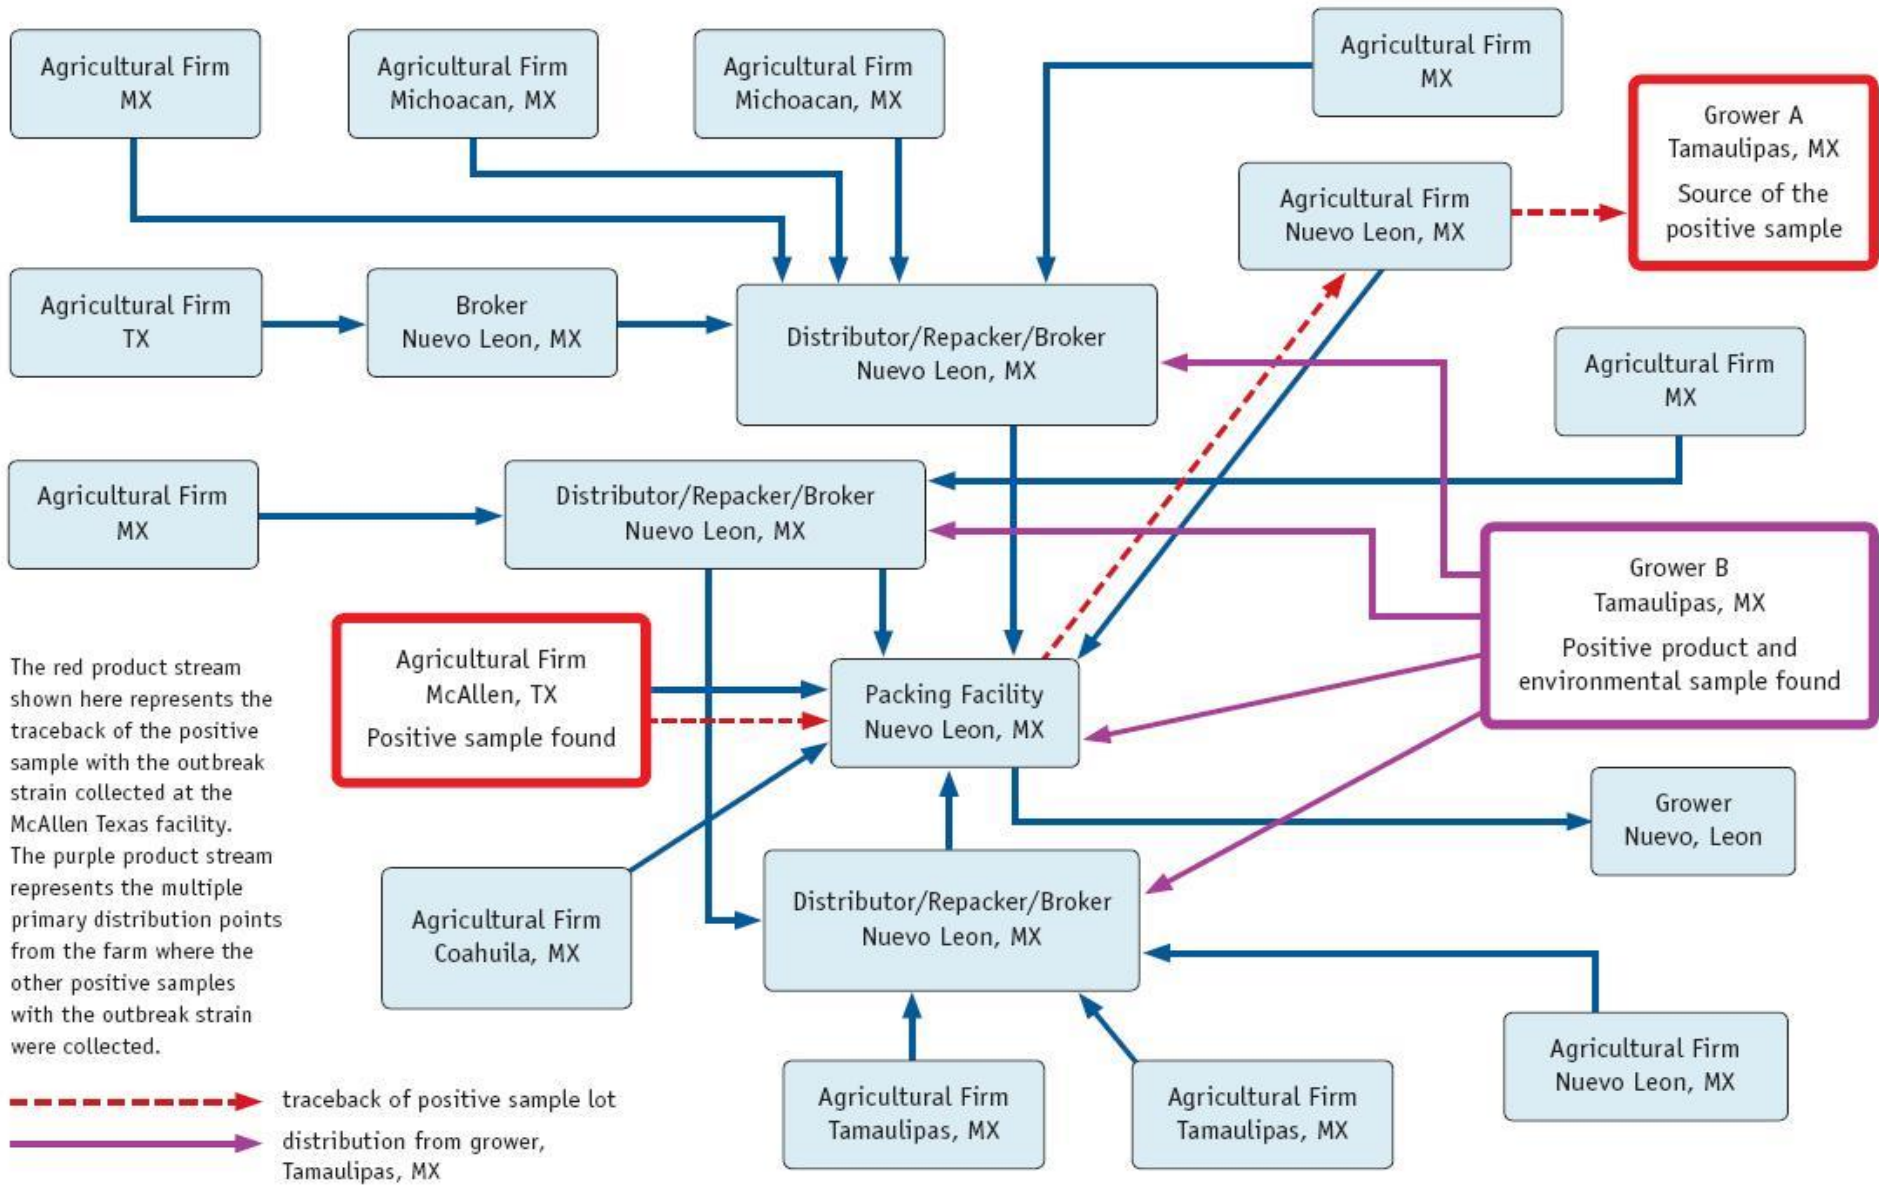 Agricultural Firm
MX
Agricultural Firm
Michoacan, MX
Agricultural Firm
Michoacan, MX
Agricultural Firm
MX
Grower A
Tamaulipas, MX
Source of the
positive sample
Agricultural Firm
Nuevo Leon, MX
Agricultural Firm
TX
Broker
Nuevo Leon, MX
Distributor/Repacker/Broker
Nuevo Leon, MX
Agricultural Firm
MX
Agricultural Firm
MX
Distributor/Repacker/Broker
Nuevo Leon, MX
Grower B
Tamaulipas, MX
Positive product and
environmental sample found
Agricultural Firm
McAllen, TX
Positive sample found
Packing Facility
Nuevo Leon, MX
Grower
Nuevo, Leon
Agricultural Firm
Coahuila, MX
Distributor/Repacker/Broker
Nuevo Leon, MX
Agricultural Firm
Nuevo Leon, MX
Agricultural Firm
Tamaulipas, MX
Agricultural Firm
Tamaulipas, MX
The red product stream
shown here represents the
traceback of the positive
sample with the outbreak
strain collected at the
McAllen Texas facility.
The purple product stream
represents the multiple
primary distribution points
from the farm where the
other positive samples
with the outbreak strain
were collected.
traceback of positive sample lot
distribution from grower,
Tamaulipas, MX